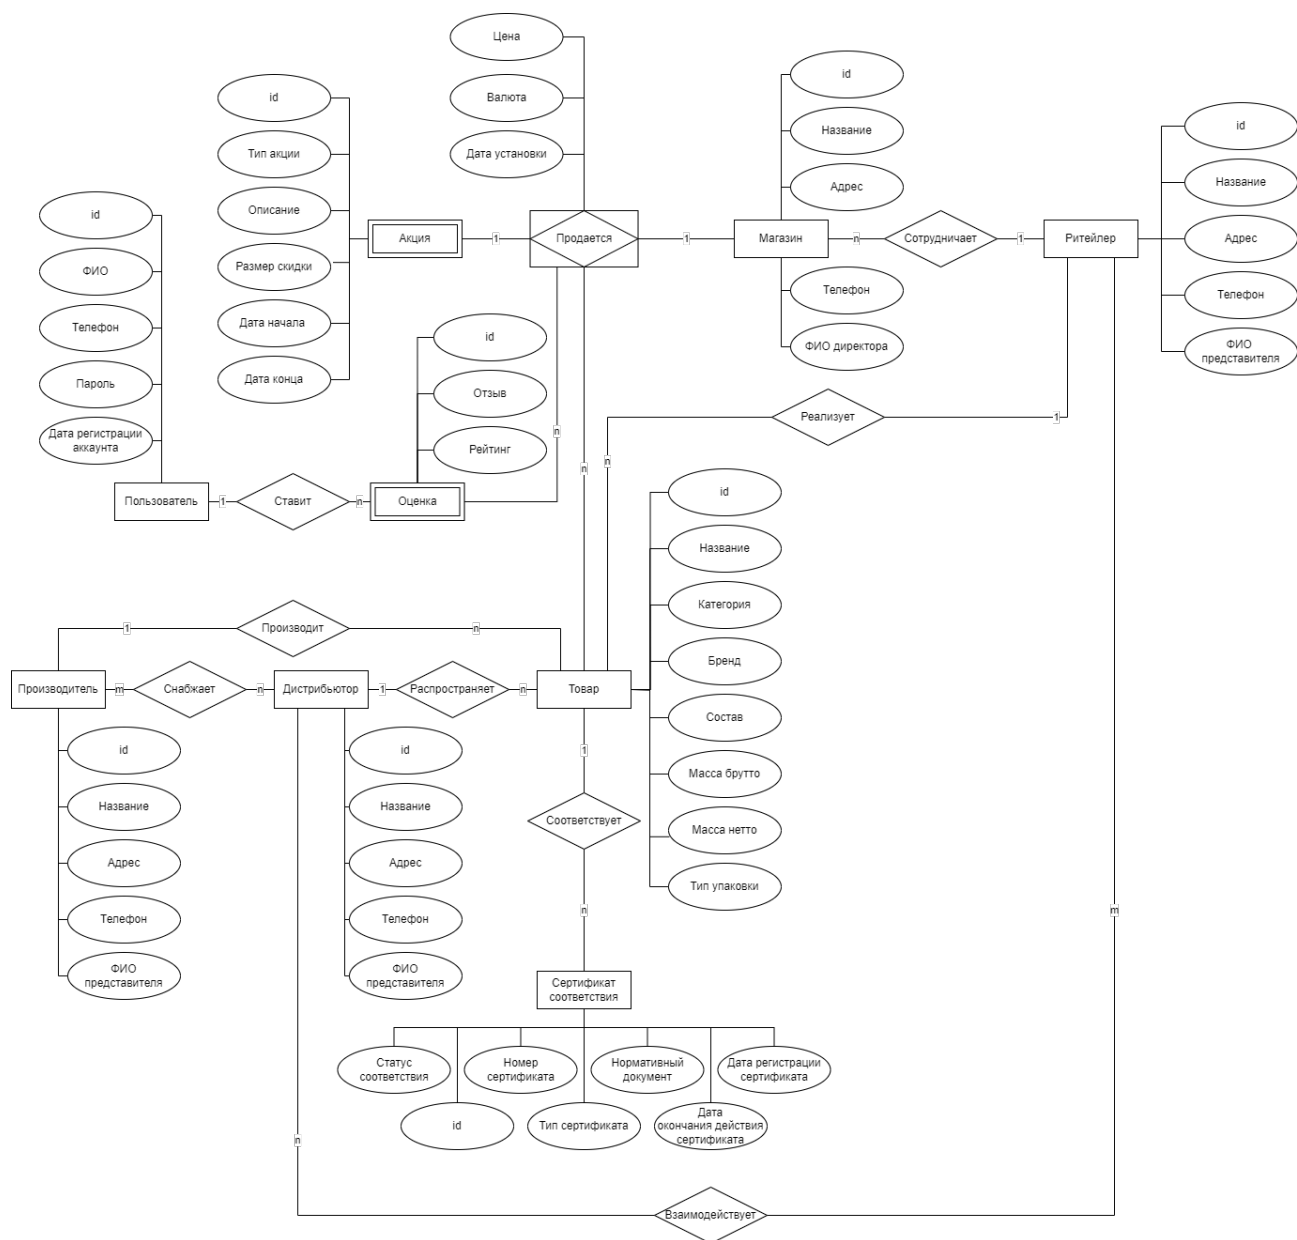 Цена
Валюта
Дата установки
id
Тип акции
Описание
Размер скидки
Дата начала
Дата конца
Акция
1
Продается
1
id
Название
Адрес
Магазин
Телефон
ФИО директора
n
Сотрудничает
1
Ритейлер
id
Название
Адрес
Телефон
ФИО
представителя
id
ФИО
Телефон
Пароль
Дата регистрации
аккаунта
Пользователь
1
Ставит
n
id
Отзыв
Рейтинг
Оценка
n
n
n
Реализует
1
id
Название
Категория
Бренд
Состав
Масса брутто
Масса нетто
Тип упаковки
1
Производит
n
Производитель
m
Снабжает
n
Дистрибьютор
1
Распространяет
n
Товар
id
Название
Адрес
Телефон
ФИО
представителя
id
Название
Адрес
Телефон
ФИО
представителя
1
Соответствует
n
Сертификат
соответствия
Статус
соответствия
id
Номер
сертификата
Тип сертификата
Нормативный
документ
Дата
окончания действия
сертификата
Дата регистрации
сертификата
n
m
Взаимодействует